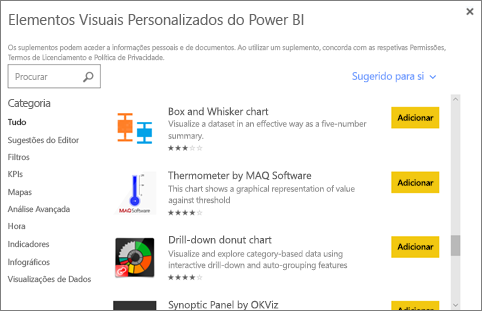 Elementos Visuais Personalizados do Power BI
Os suplementos podem aceder a informações pessoais e de documentos. Ao utilizar um suplemento, concorda com as respetivas Permissões,
Termos de Licenciamento e Política de Privacidade.
Procurar
Sugerido para si
Categoria
Tudo
Sugestões do Editor
Filtros
KPIs
Mapas
Análise Avançada
Hora
Indicadores
Infográficos
Visualizações de Dados
Box and Whisker chart
Visualize a dataset in an effective way as a five-number
summary.
Adicionar
MAQ Software
Thermometer by MAQ Software
This chart shows a graphical representation of value
against threshold
Adicionar
Drill-down donut chart
Visualize and explore category-based data using
interactive drill-down and auto-grouping features
Adicionar
Synoptic Panel by OKViz
Adicionar